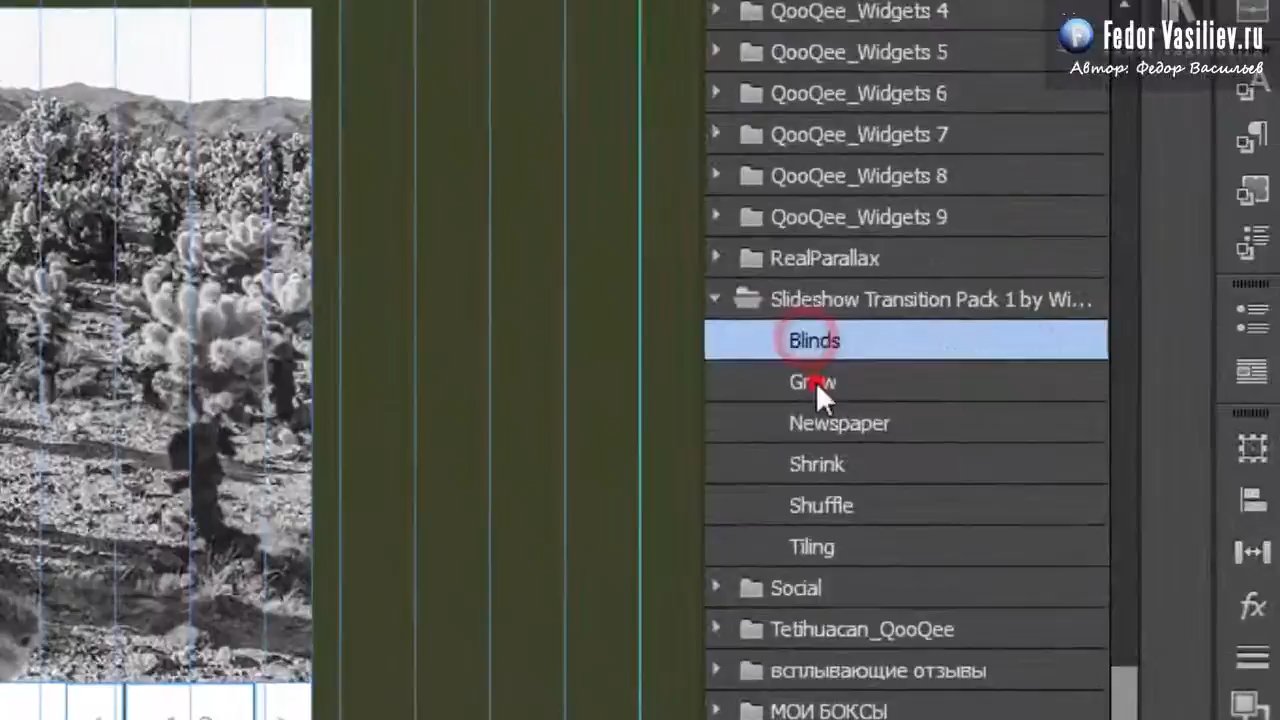 QooQee_Widgets 4
Fedor Vasiliev.ru
Автор: Федор Васильев
QooQee_Widgets 5
QooQee_Widgets 6
QooQee_Widgets 7
QooQee_Widgets 8
QooQee_Widgets 9
RealParallax
Slideshow Transition Pack 1 by Wi...
Blinds
Grow
Newspaper
Shrink
Shuffle
Tiling
Social
Tetihuacan_QooQee
всплывающие отзывы
МОИ БОКСЫ